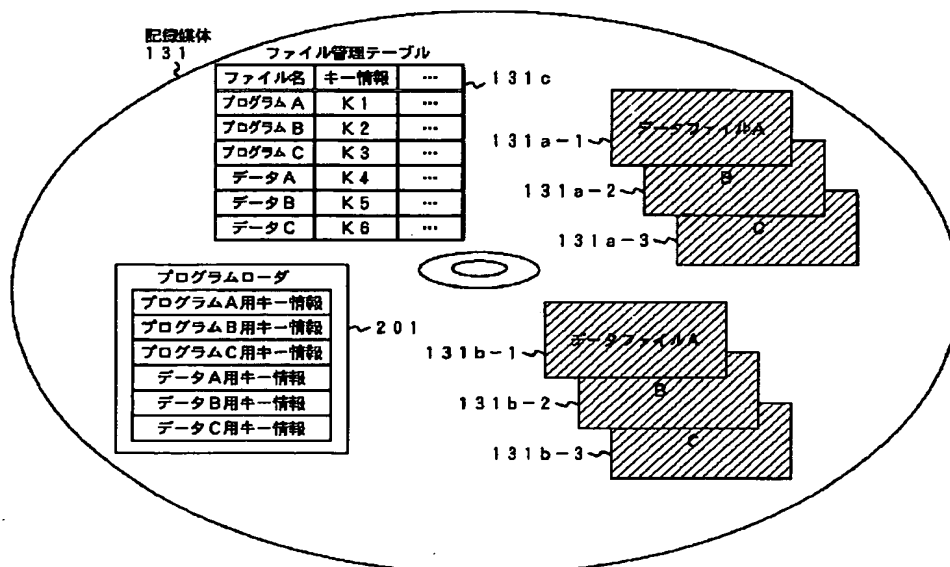 記録媒体
131
ファイル管理テーブル
ファイル名 キー情報 …
プログラムA K1 …
プログラムB K2 …
プログラムC K3 …
データA K4 …
データB K5 …
データC K6 …
131c
データファイルA
131a-1
B
131a-2
C
131a-3
プログラムローダ
プログラムA用キー情報
プログラムB用キー情報
プログラムC用キー情報
データA用キー情報
データB用キー情報
データC用キー情報
201
データファイルA
131b-1
B
131b-2
C
131b-3